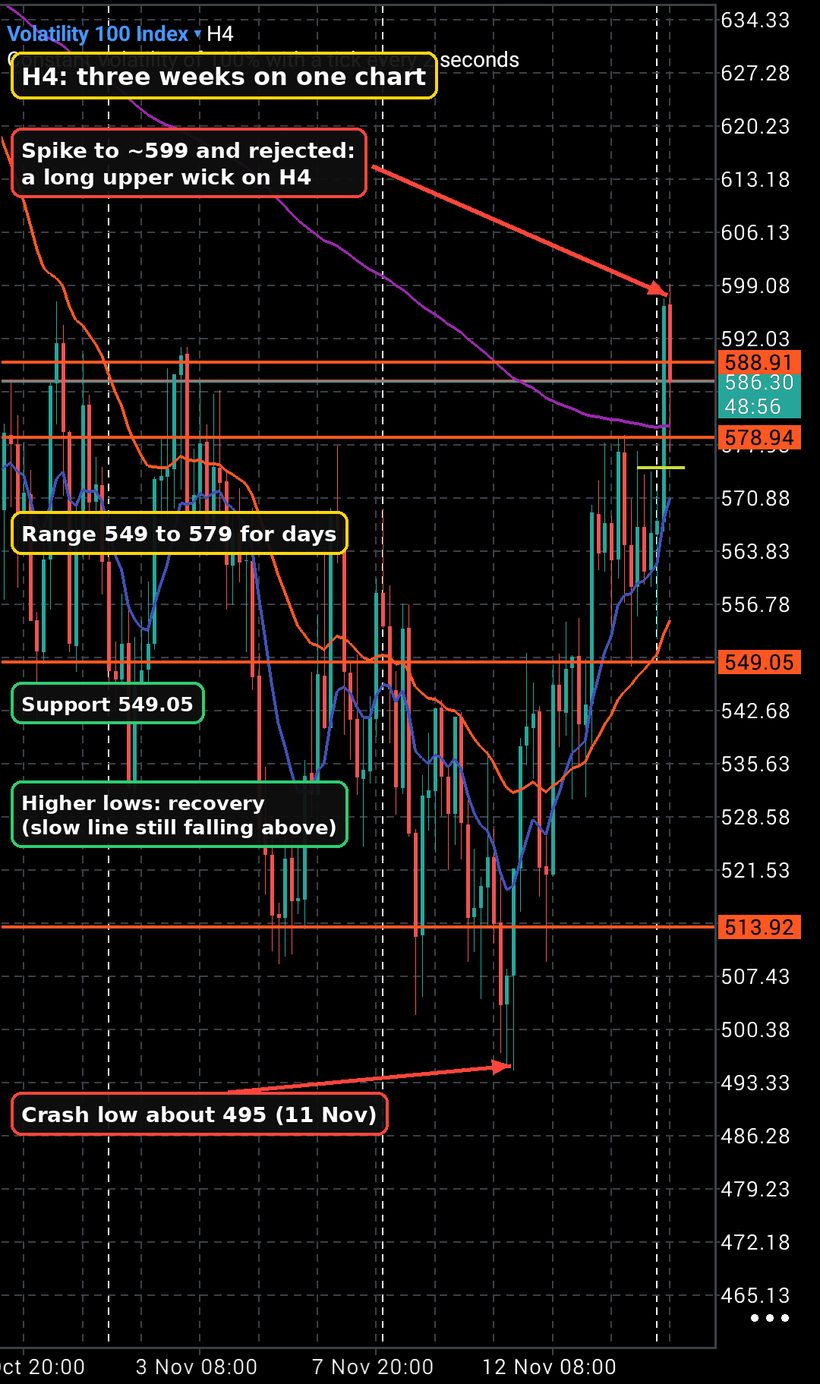 Volatility 100 Index ▾ H4
seconds
H4: three weeks on one chart
Spike to ~599 and rejected:
a long upper wick on H4
Range 549 to 579 for days
Support 549.05
Higher lows: recovery
(slow line still falling above)
Crash low about 495 (11 Nov)
634.33
627.28
620.23
613.18
606.13
599.08
592.03
588.91
586.30
48:56
578.94
570.88
563.83
556.78
549.05
542.68
535.63
528.58
521.53
513.92
507.43
500.38
493.33
486.28
479.23
472.18
465.13
ct 20:00
3 Nov 08:00
7 Nov 20:00
12 Nov 08:00